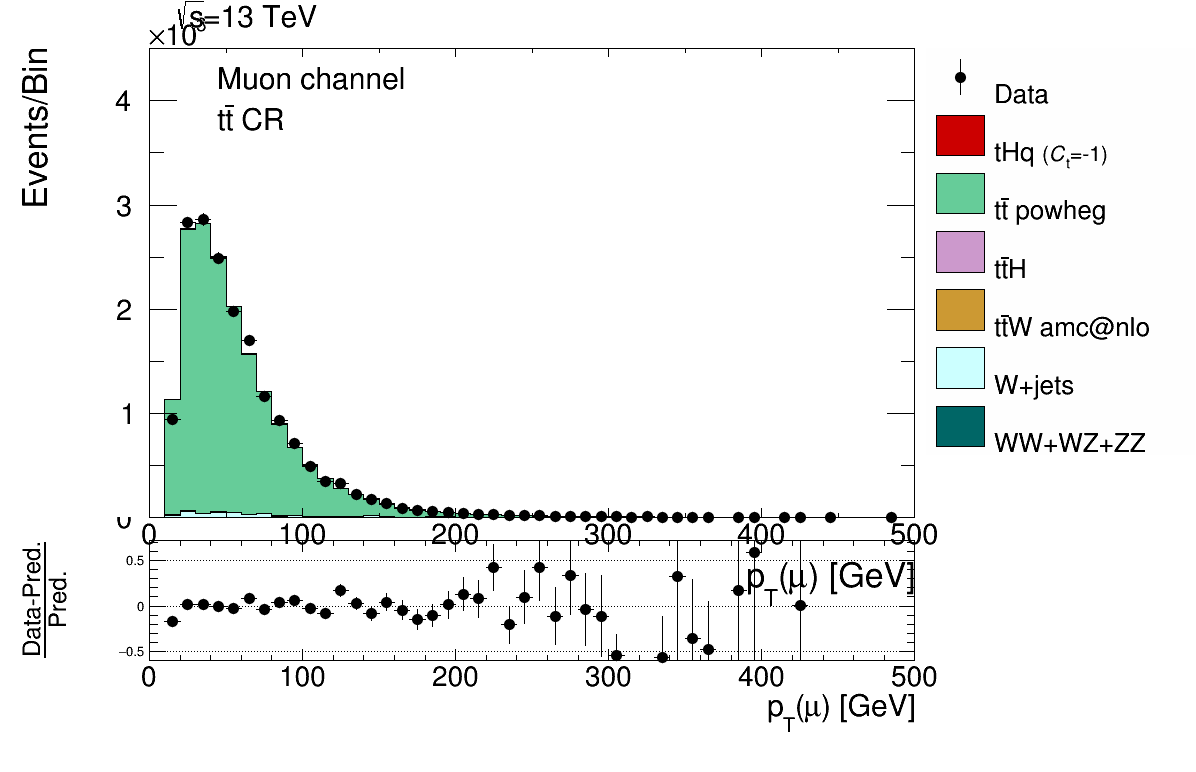 √s=13 TeV
×10³
Events/Bin
Muon channel
tt̄ CR
4
3
2
1
0
0 100 200 300 400 500
p_T(μ) [GeV]
Data
tHq (C_t=-1)
tt̄ powheg
tt̄H
tt̄W amc@nlo
W+jets
WW+WZ+ZZ
Data-Pred.
Pred.
0.5
0
−0.5
0 100 200 300 400 500
p_T(μ) [GeV]